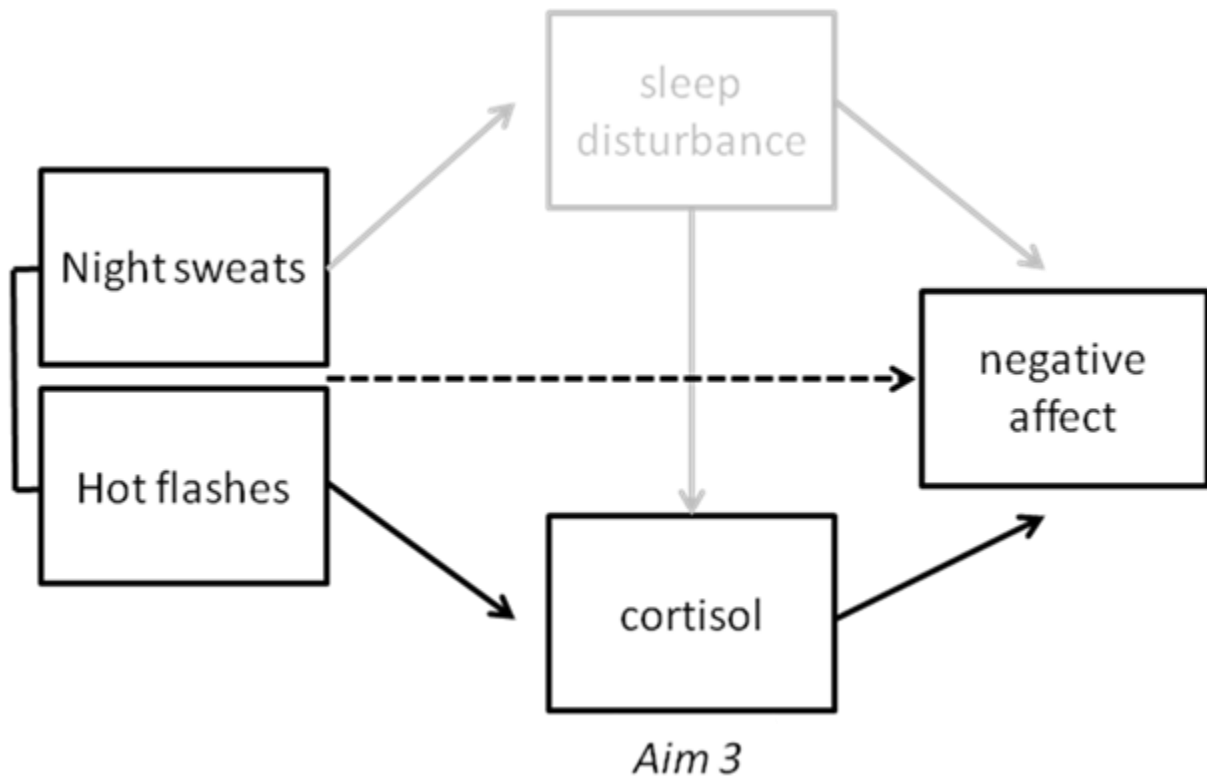 sleep
disturbance
Night sweats
negative
affect
Hot flashes
cortisol
Aim 3